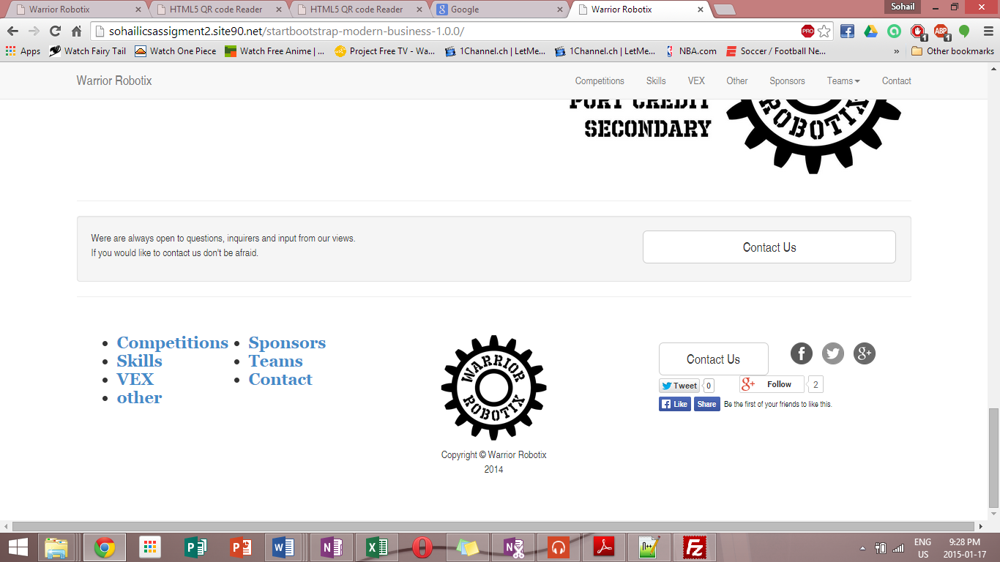 Warrior Robotix
HTML5 QR code Reader
HTML5 QR code Reader
Google
Warrior Robotix
Sohail
sohailicsassigment2.site90.net/startbootstrap-modern-business-1.0.0/
PRO
1
ABP
1
Apps
Watch Fairy Tail
Watch One Piece
Watch Free Anime | ...
Project Free TV - Wa...
1Channel.ch | LetMe...
1Channel.ch | LetMe...
NBA.com
Soccer / Football Ne...
»
Other bookmarks
Warrior Robotix
Competitions
Skills
VEX
Other
Sponsors
Teams
Contact
PORT CREDIT
SECONDARY
ROBOTIX
Were are always open to questions, inquirers and input from our views.
If you would like to contact us don't be afraid.
Contact Us
Competitions
Skills
VEX
other
Sponsors
Teams
Contact
WARRIOR
ROBOTIX
Copyright © Warrior Robotix
2014
Contact Us
Tweet
0
Follow
2
Like
Share
Be the first of your friends to like this.
ENG
US
9:28 PM
2015-01-17